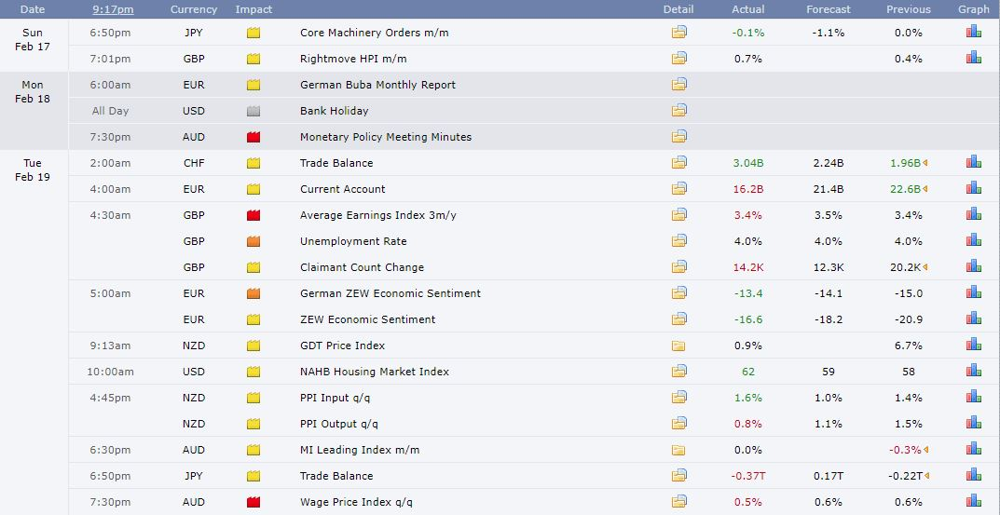 Date 9:17pm Currency Impact Detail Actual Forecast Previous Graph
Sun Feb 17 6:50pm JPY Core Machinery Orders m/m -0.1% -1.1% 0.0%
7:01pm GBP Rightmove HPI m/m 0.7% 0.4%
Mon Feb 18 6:00am EUR German Buba Monthly Report
All Day USD Bank Holiday
7:30pm AUD Monetary Policy Meeting Minutes
Tue Feb 19 2:00am CHF Trade Balance 3.04B 2.24B 1.96B
4:00am EUR Current Account 16.2B 21.4B 22.6B
4:30am GBP Average Earnings Index 3m/y 3.4% 3.5% 3.4%
GBP Unemployment Rate 4.0% 4.0% 4.0%
GBP Claimant Count Change 14.2K 12.3K 20.2K
5:00am EUR German ZEW Economic Sentiment -13.4 -14.1 -15.0
EUR ZEW Economic Sentiment -16.6 -18.2 -20.9
9:13am NZD GDT Price Index 0.9% 6.7%
10:00am USD NAHB Housing Market Index 62 59 58
4:45pm NZD PPI Input q/q 1.6% 1.0% 1.4%
NZD PPI Output q/q 0.8% 1.1% 1.5%
6:30pm AUD MI Leading Index m/m 0.0% -0.3%
6:50pm JPY Trade Balance -0.37T 0.17T -0.22T
7:30pm AUD Wage Price Index q/q 0.5% 0.6% 0.6%